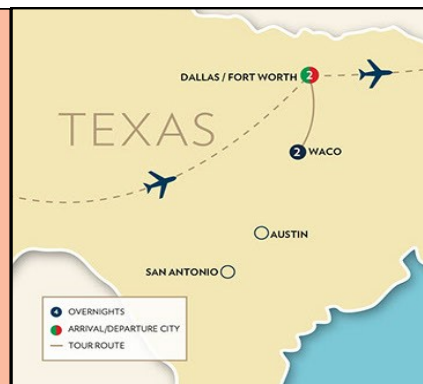 DALLAS / FORT WORTH 2
TEXAS
2 WACO
AUSTIN
SAN ANTONIO
4 OVERNIGHTS
ARRIVAL/DEPARTURE CITY
TOUR ROUTE